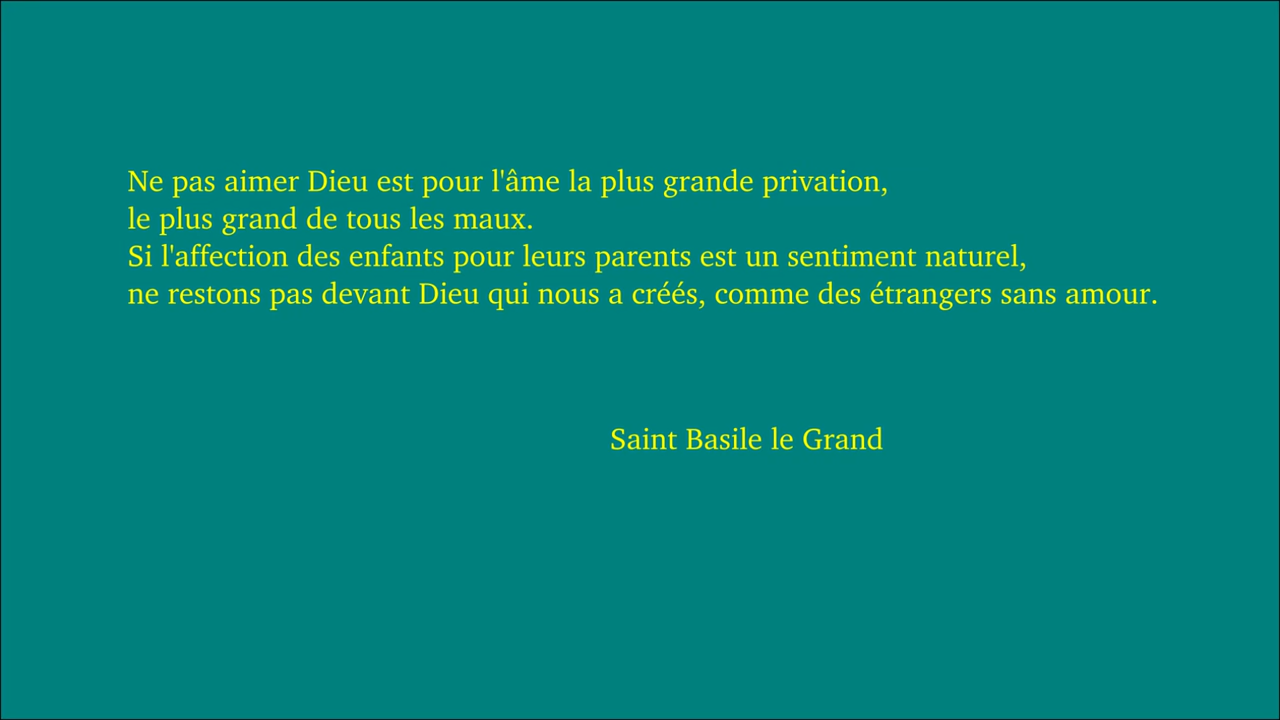 Ne pas aimer Dieu est pour l'âme la plus grande privation,
le plus grand de tous les maux.
Si l'affection des enfants pour leurs parents est un sentiment naturel,
ne restons pas devant Dieu qui nous a créés, comme des étrangers sans amour.
Saint Basile le Grand